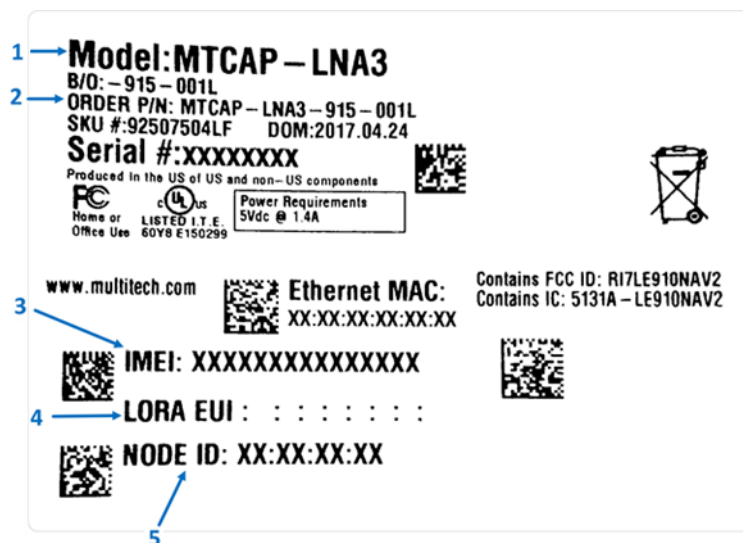 1
Model:MTCAP-LNA3
B/O:-915-001L
2
ORDER P/N: MTCAP-LNA3-915-001L
SKU #:92507504LF DOM:2017.04.24
Serial #:XXXXXXXX
Produced in the US of US and non-US components
FC
Home or
Office Use
c UL us
LISTED I.T.E.
60Y8 E150299
Power Requirements
5Vdc @ 1.4A
www.multitech.com
Ethernet MAC:
XX:XX:XX:XX:XX:XX
Contains FCC ID: RI7LE910NAV2
Contains IC: 5131A-LE910NAV2
3
IMEI: XXXXXXXXXXXXXXX
4
LORA EUI : : : : : : : :
NODE ID: XX:XX:XX:XX
5